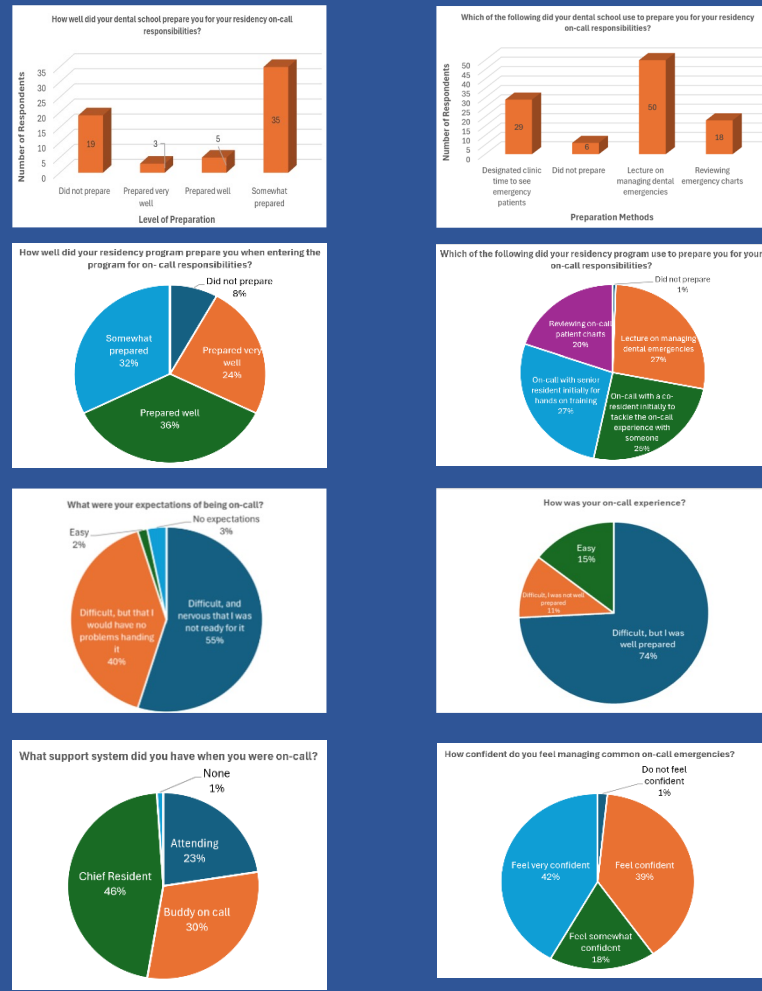 How well did your dental school prepare you for your residency on-call
responsibilities?
Number of Respondents
35
30
25
20
15
10
5
0
19
3
5
35
Did not prepare
Prepared very
well
Prepared well
Somewhat
prepared
Level of Preparation
Which of the following did your dental school use to prepare you for your residency
on-call responsibilities?
Number of Respondents
50
45
40
35
30
25
20
15
10
5
0
29
6
50
18
Designated clinic
time to see
emergency
patients
Did not prepare
Lecture on
managing dental
emergencies
Reviewing
emergency charts
Preparation Methods
How well did your residency program prepare you when entering the
program for on- call responsibilities?
Did not prepare
8%
Prepared very
well
24%
Prepared well
36%
Somewhat
prepared
32%
Which of the following did your residency program use to prepare you for your
on-call responsibilities?
Did not prepare
1%
Lecture on managing
dental emergencies
27%
On-call with a co-
resident initially to
tackle the on-call
experience with
someone
25%
On-call with senior
resident initially for
hands on training
27%
Reviewing on-call
patient charts
20%
What were your expectations of being on-call?
No expectations
3%
Easy
2%
Difficult, but that I
would have no
problems handing
it
40%
Difficult, and
nervous that I was
not ready for it
55%
How was your on-call experience?
Easy
15%
Difficult, I was not well
prepared
11%
Difficult, but I was
well prepared
74%
What support system did you have when you were on-call?
None
1%
Attending
23%
Buddy on call
30%
Chief Resident
46%
How confident do you feel managing common on-call emergencies?
Do not feel
confident
1%
Feel confident
39%
Feel somewhat
confident
18%
Feel very confident
42%